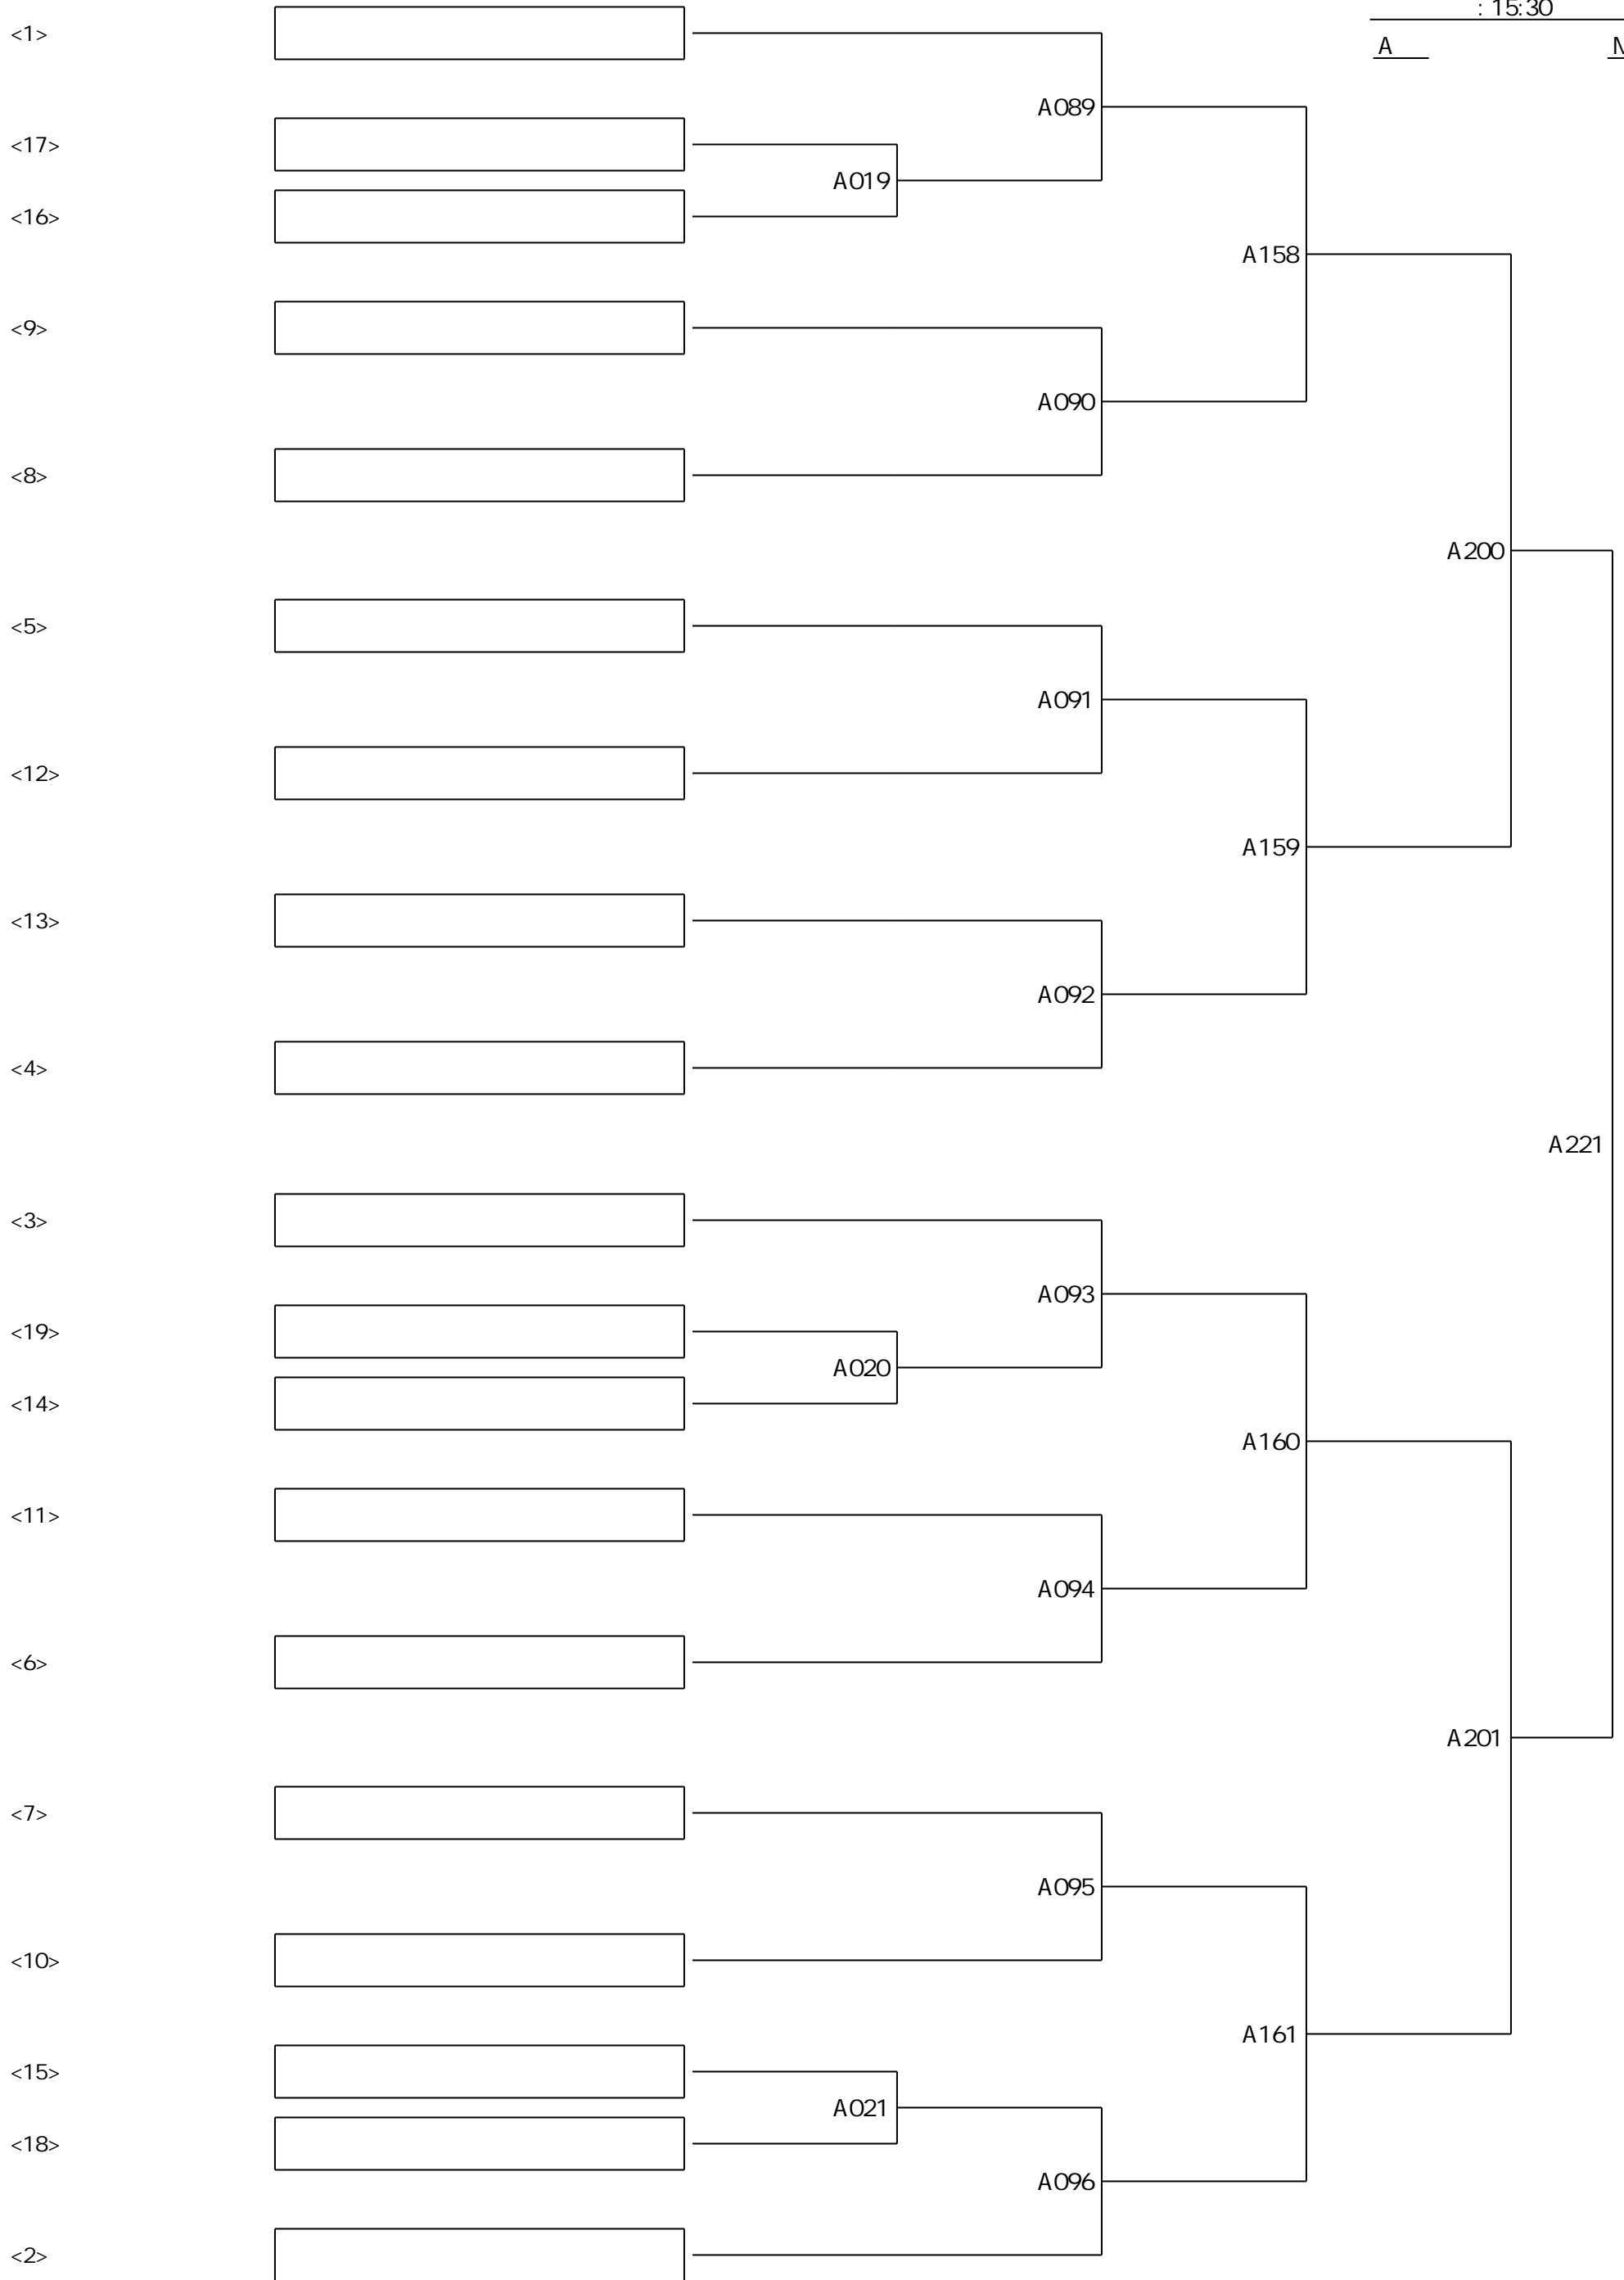 : 15:30
<1>
A
A089
<17>
A019
<16>
A158
<9>
A090
<8>
A200
<5>
A091
<12>
A159
<13>
A092
<4>
A221
<3>
A093
<19>
A020
<14>
A160
<11>
A094
<6>
A201
<7>
A095
<10>
A161
<15>
A021
<18>
A096
<2>